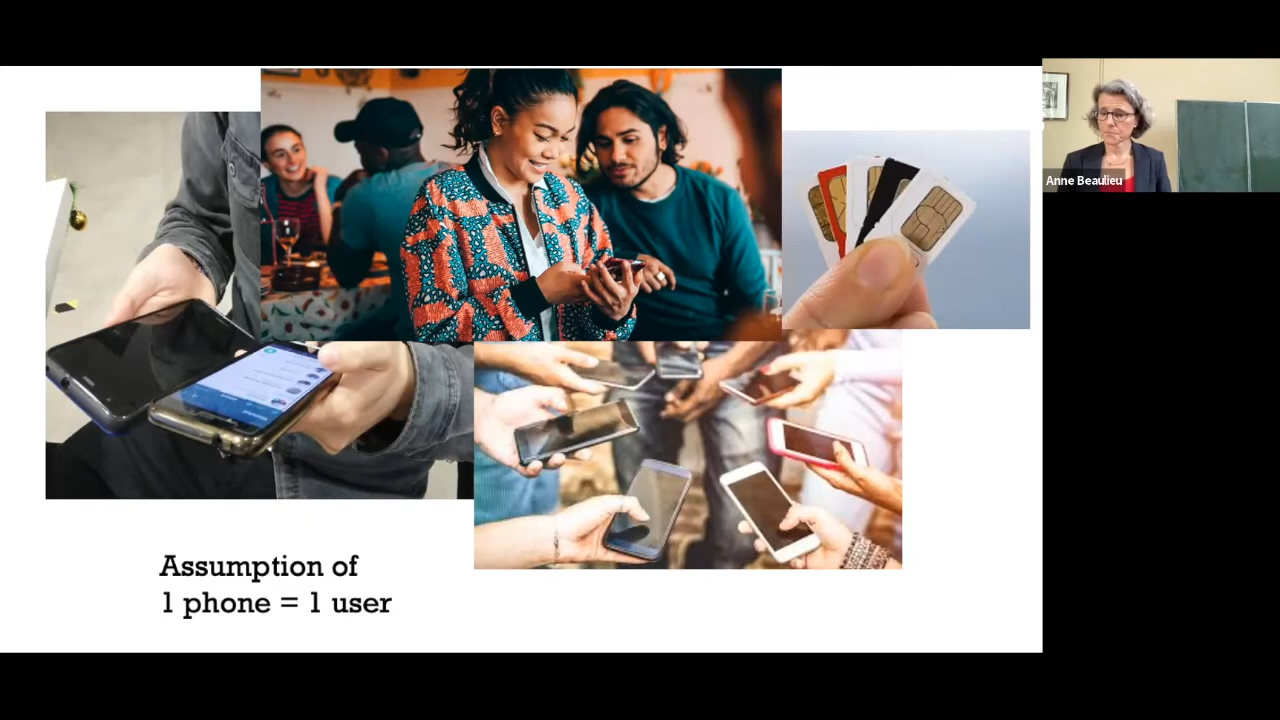 Assumption of
1 phone = 1 user
Anne Beaulieu